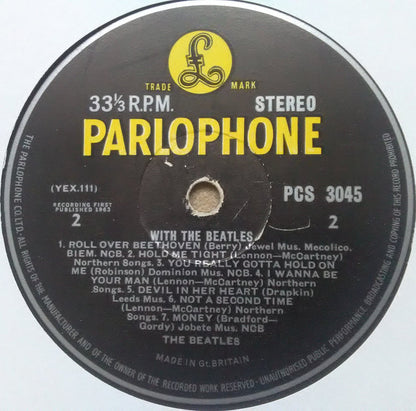 £
TRADE MARK
33⅓ R.P.M. STEREO
PARLOPHONE
(YEX.111) PCS 3045
2 RECORDING FIRST PUBLISHED 1963 2
WITH THE BEATLES
1. ROLL OVER BEETHOVEN (Berry) Jewel Mus. Mecolico.
BIEM. NCB. 2. HOLD ME TIGHT (Lennon—McCartney)
Northern Songs. 3. YOU REALLY GOTTA HOLD ON
ME (Robinson) Dominion Mus. NCB. 4. I WANNA BE
YOUR MAN (Lennon—McCartney) Northern
Songs. 5. DEVIL IN HER HEART (Drapkin)
Leeds Mus. 6. NOT A SECOND TIME
(Lennon—McCartney) Northern
Songs. 7. MONEY (Bradford—
Gordy) Jobete Mus. NCB
THE BEATLES
MADE IN Gt. BRITAIN
THE PARLOPHONE CO. LTD. ALL RIGHTS OF THE MANUFACTURER AND OF THE OWNER OF THE RECORDED WORK RESERVED · UNAUTHORISED PUBLIC PERFORMANCE, BROADCASTING AND COPYING OF THIS RECORD PROHIBITED